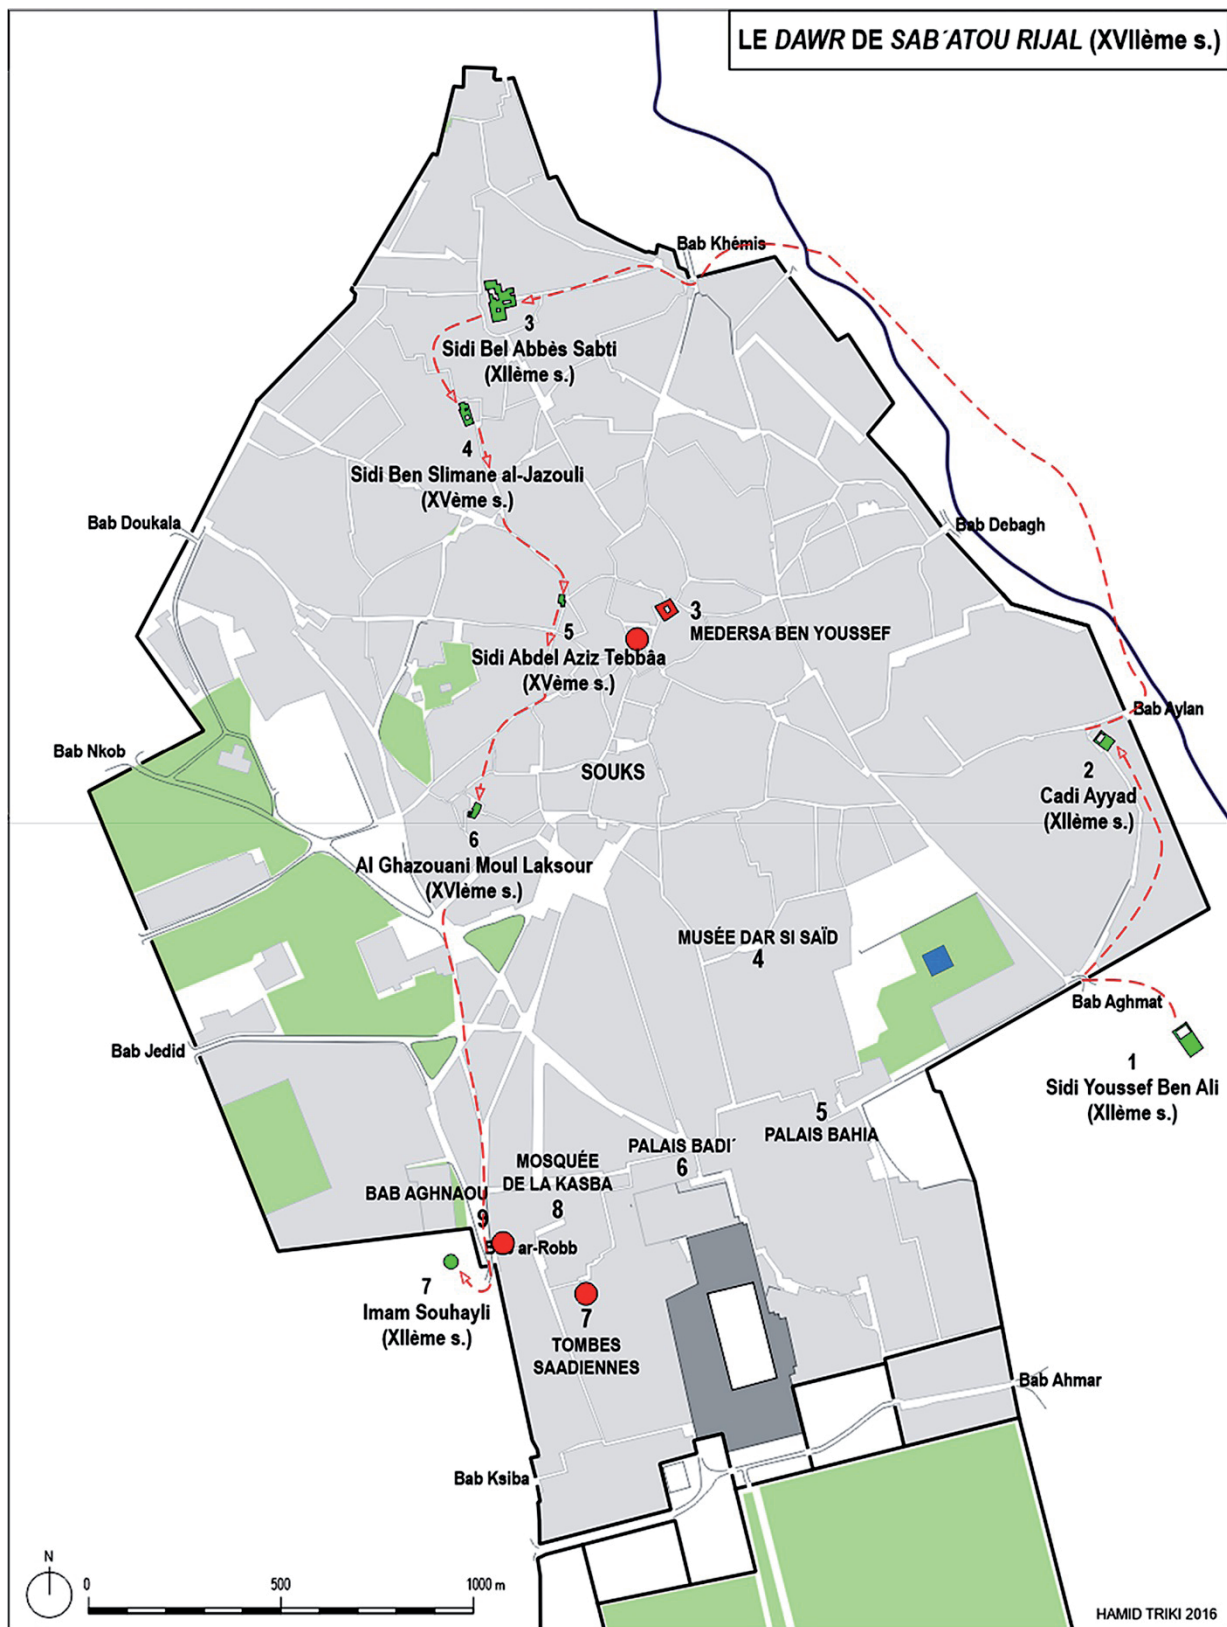 LE DAWR DE SAB´ATOU RIJAL (XVIIème s.)
Bab Khémis
3
Sidi Bel Abbès Sabti
(XIIème s.)
4
Sidi Ben Slimane al-Jazouli
(XVème s.)
Bab Doukala
Bab Debagh
3
MEDERSA BEN YOUSSEF
5
Sidi Abdel Aziz Tebbâa
(XVème s.)
Bab Aylan
Bab Nkob
SOUKS
2
Cadi Ayyad
(XIIème s.)
6
Al Ghazouani Moul Laksour
(XVIème s.)
MUSÉE DAR SI SAÏD
4
Bab Aghmat
Bab Jedid
1
Sidi Youssef Ben Ali
(XIIème s.)
5
PALAIS BAHIA
PALAIS BADI´
6
MOSQUÉE
DE LA KASBA
8
BAB AGHNAOU
9
ar-Robb
7
Imam Souhayli
(XIIème s.)
7
TOMBES
SAADIENNES
Bab Ahmar
Bab Ksiba
N
0 500 1000 m
HAMID TRIKI 2016